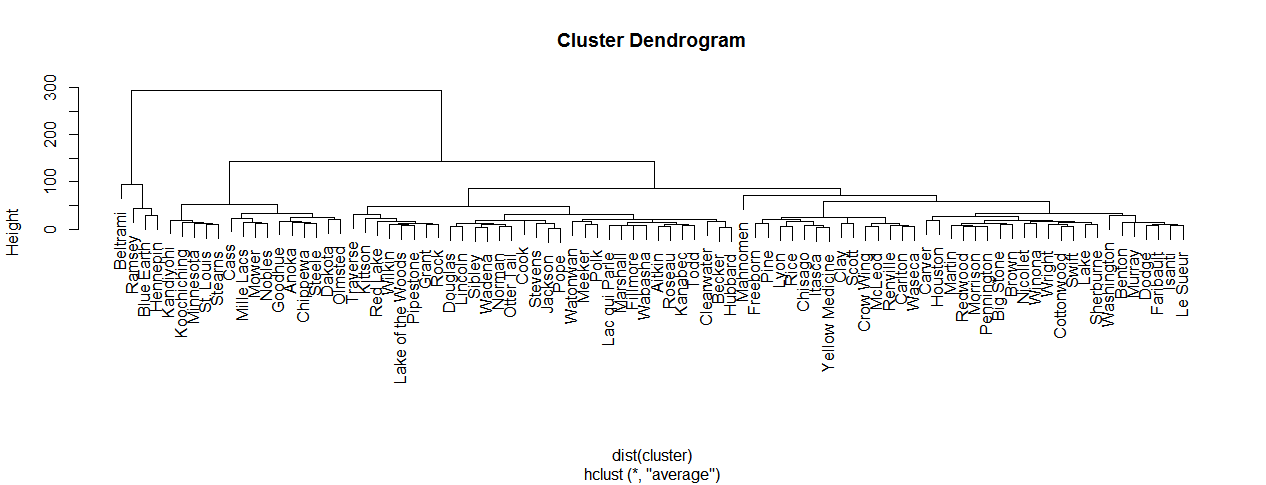 Cluster Dendrogram
Height
0
100
200
300
Beltrami
Ramsey
Blue Earth
Hennepin
Kandiyohi
Koochiching
Minnesota
St. Louis
Stearns
Cass
Mille Lacs
Mower
Nobles
Goodhue
Anoka
Chippewa
Steele
Dakota
Olmsted
Traverse
Kittson
Red Lake
Wilkin
Lake of the Woods
Pipestone
Grant
Rock
Douglas
Lincoln
Sibley
Wadena
Norman
Otter Tail
Cook
Stevens
Jackson
Pope
Watonwan
Meeker
Polk
Lac qui Parle
Marshall
Fillmore
Wabasha
Aitkin
Roseau
Kanabec
Todd
Clearwater
Becker
Hubbard
Mahnomen
Freeborn
Pine
Lyon
Rice
Chisago
Itasca
Yellow Medicine
Clay
Scott
Crow Wing
McLeod
Renville
Carlton
Waseca
Carver
Houston
Martin
Redwood
Morrison
Pennington
Big Stone
Brown
Nicollet
Winona
Wright
Cottonwood
Swift
Lake
Sherburne
Washington
Benton
Murray
Dodge
Faribault
Isanti
Le Sueur
dist(cluster)
hclust (*, "average")